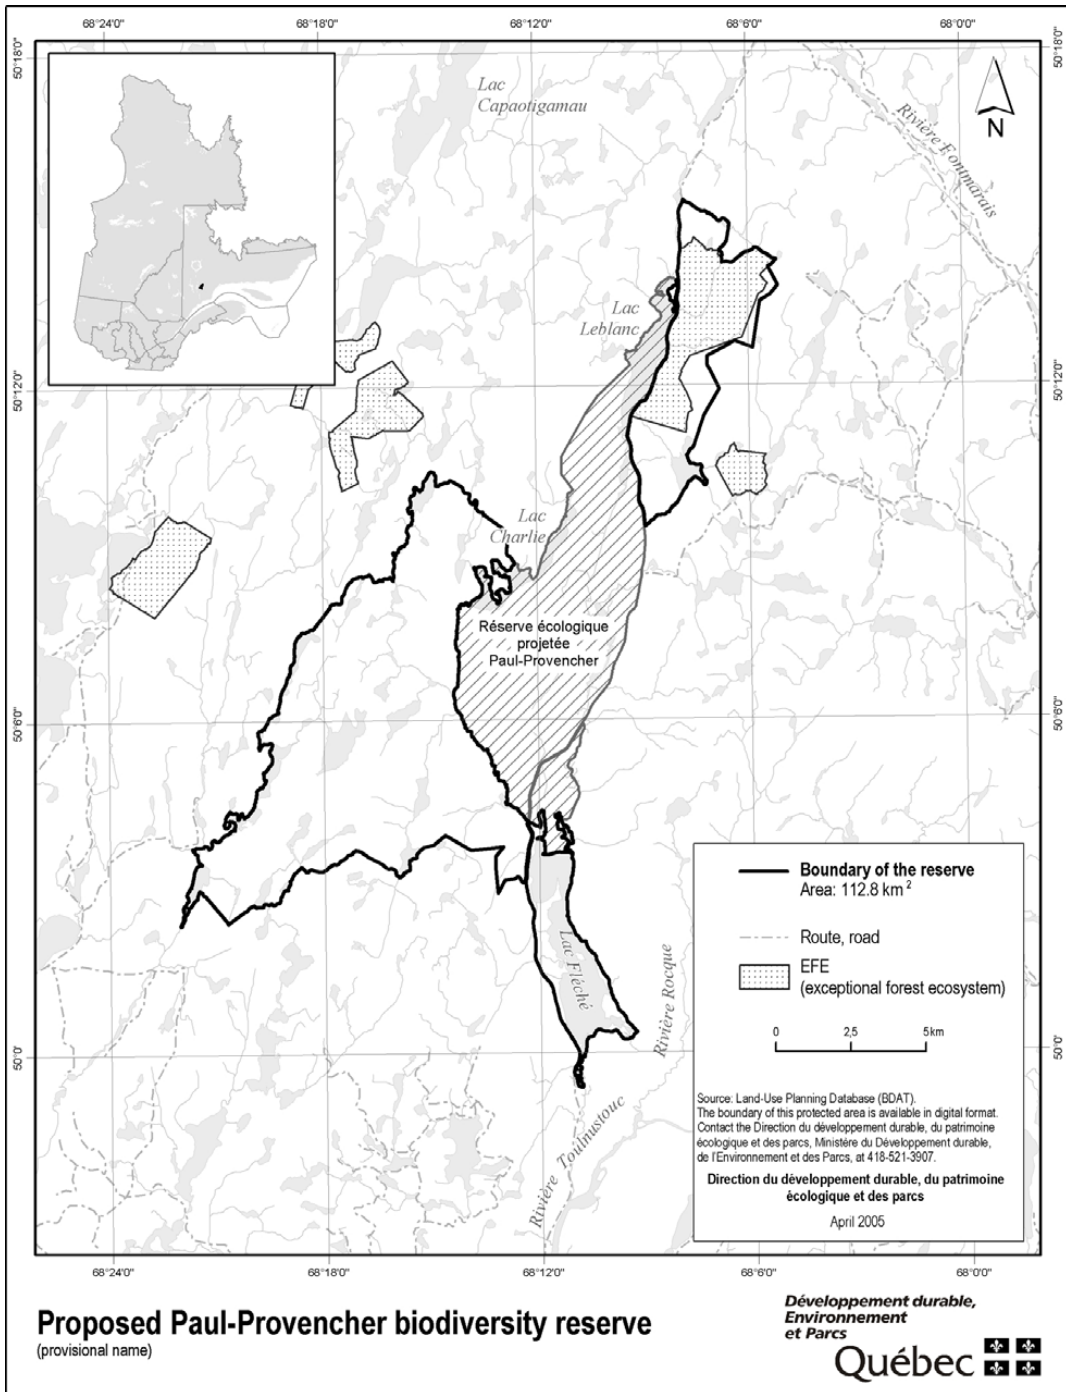 68°24'0"
68°18'0"
68°12'0"
68°6'0"
68°0'0"
50°18'0"
50°18'0"
Lac
Capaotigamau
N
Rivière Fontmarais
Lac
Leblanc
50°12'0"
50°12'0"
Lac
Charlie
Réserve écologique
projetée
Paul-Provencher
50°6'0"
50°6'0"
Boundary of the reserve
Area: 112.8 km²
Route, road
EFE
(exceptional forest ecosystem)
0 2,5 5km
Lac Fléché
Rivière Rocque
50°0'
50°0'
Rivière Toulnustouc
Source: Land-Use Planning Database (BDAT).
The boundary of this protected area is available in digital format.
Contact the Direction du développement durable, du patrimoine
écologique et des parcs, Ministère du Développement durable,
de l'Environnement et des Parcs, at 418-521-3907.
Direction du développement durable, du patrimoine
écologique et des parcs
April 2005
68°24'0"
68°18'0"
68°12'0"
68°6'0"
68°0'0"
Proposed Paul-Provencher biodiversity reserve
(provisional name)
Développement durable,
Environnement
et Parcs
Québec